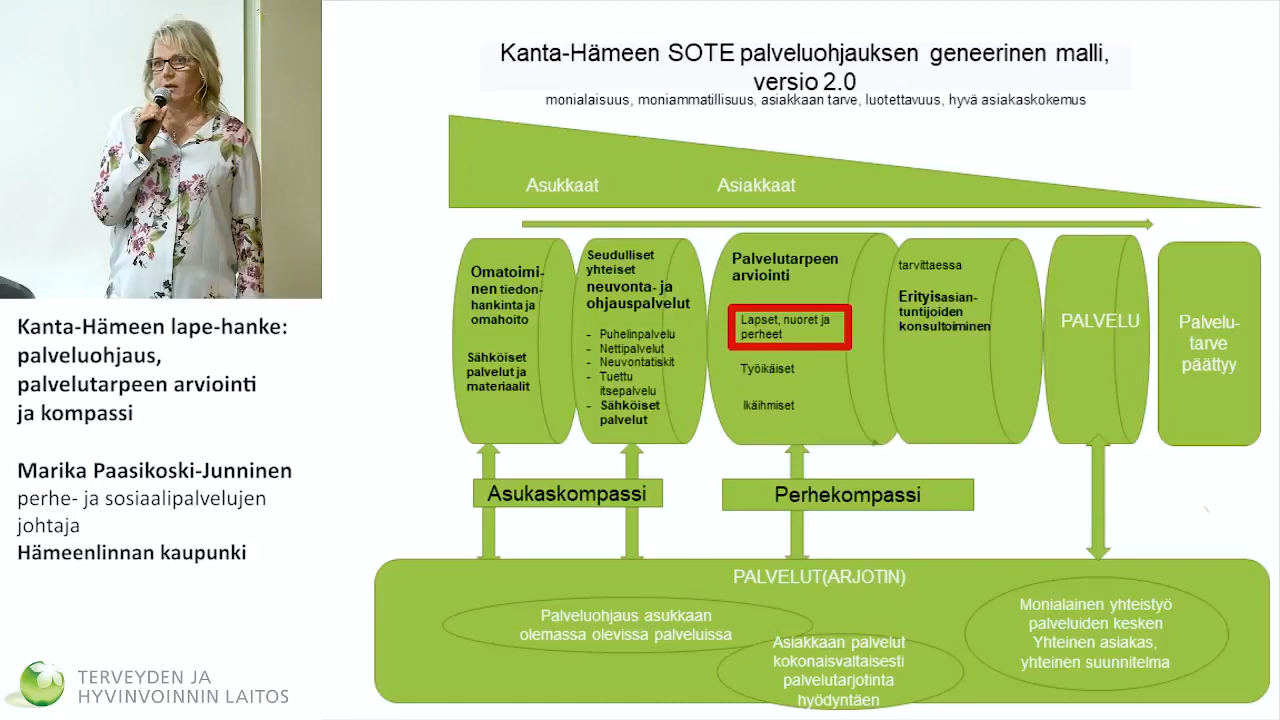 Kanta-Hämeen SOTE palveluohjauksen geneerinen malli,
versio 2.0
monialaisuus, moniammatillisuus, asiakkaan tarve, luotettavuus, hyvä asiakaskokemus
Asukkaat
Asiakkaat
Omatoimi-
nen tiedon-
hankinta ja
omahoito
Sähköiset
palvelut ja
materiaalit
Seudulliset
yhteiset
neuvonta- ja
ohjauspalvelut
- Puhelinpalvelu
- Nettipalvelut
- Neuvontatiskit
- Tuettu
itsepalvelu
- Sähköiset
palvelut
Palvelutarpeen
arviointi
Lapset, nuoret ja
perheet
Työikäiset
Ikäihmiset
tarvittaessa
Erityisasian-
tuntijoiden
konsultoiminen
PALVELU
Palvelu-
tarve
päättyy
Asukaskompassi
Perhekompassi
PALVELUT(ARJOTIN)
Palveluohjaus asukkaan
olemassa olevissa palveluissa
Asiakkaan palvelut
kokonaisvaltaisesti
palvelutarjotinta
hyödyntäen
Monialainen yhteistyö
palveluiden kesken
Yhteinen asiakas,
yhteinen suunnitelma
Kanta-Hämeen lape-hanke:
palveluohjaus,
palvelutarpeen arviointi
ja kompassi
Marika Paasikoski-Junninen
perhe- ja sosiaalipalvelujen
johtaja
Hämeenlinnan kaupunki
TERVEYDEN JA
HYVINVOINNIN LAITOS